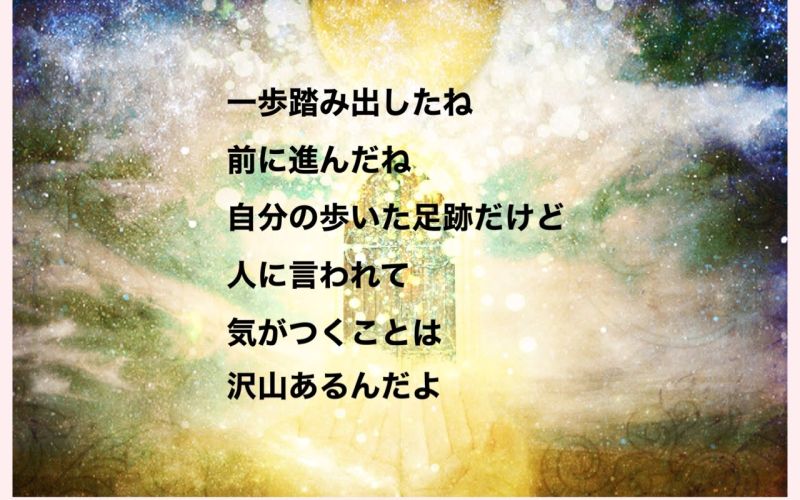 一歩踏み出したね
前に進んだね
自分の歩いた足跡だけど
人に言われて
気がつくことは
沢山あるんだよ